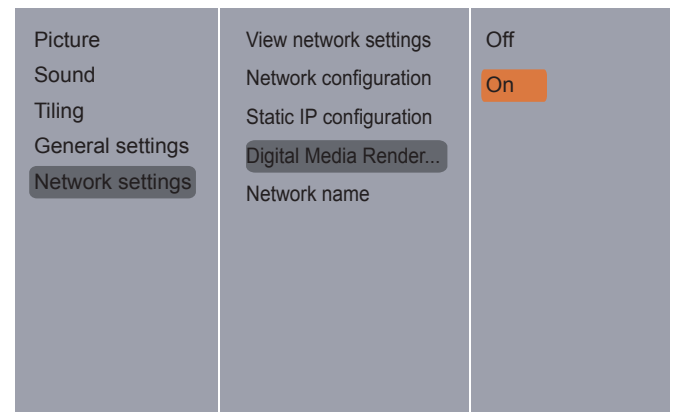 Picture
Sound
Tiling
General settings
Network settings
View network settings
Network configuration
Static IP configuration
Digital Media Render...
Network name
Off
On